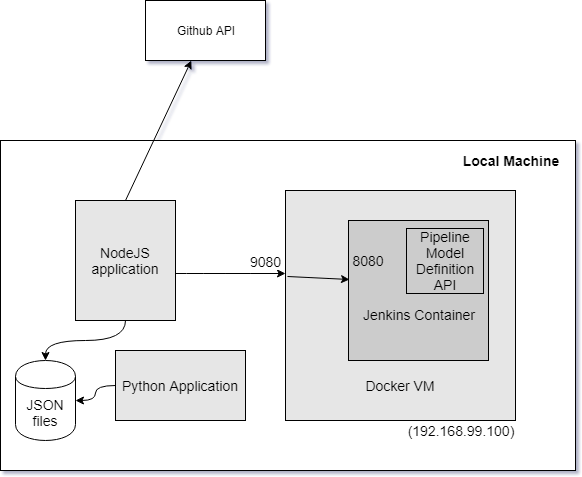 Github API
Local Machine
NodeJS
application
9080
8080
Pipeline
Model
Definition
API
Jenkins Container
Python Application
Docker VM
JSON
files
(192.168.99.100)